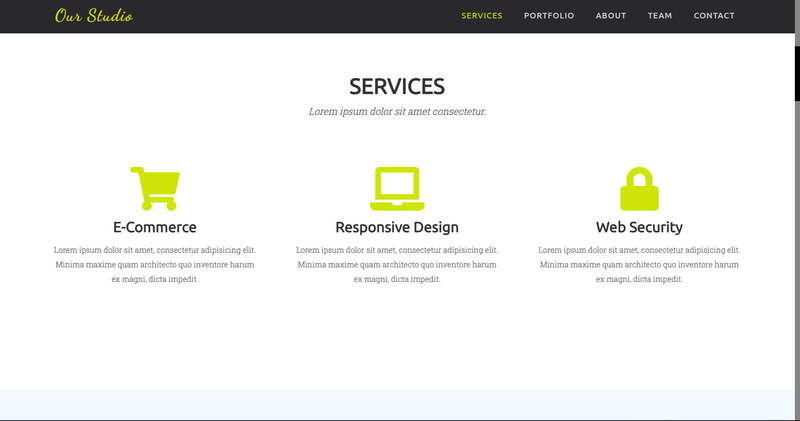 Our Studio
SERVICES PORTFOLIO ABOUT TEAM CONTACT
SERVICES
Lorem ipsum dolor sit amet consectetur.
E-Commerce
Lorem ipsum dolor sit amet, consectetur adipisicing elit.
Minima maxime quam architecto quo inventore harum
ex magni, dicta impedit.
Responsive Design
Lorem ipsum dolor sit amet, consectetur adipisicing elit.
Minima maxime quam architecto quo inventore harum
ex magni, dicta impedit.
Web Security
Lorem ipsum dolor sit amet, consectetur adipisicing elit.
Minima maxime quam architecto quo inventore harum
ex magni, dicta impedit.